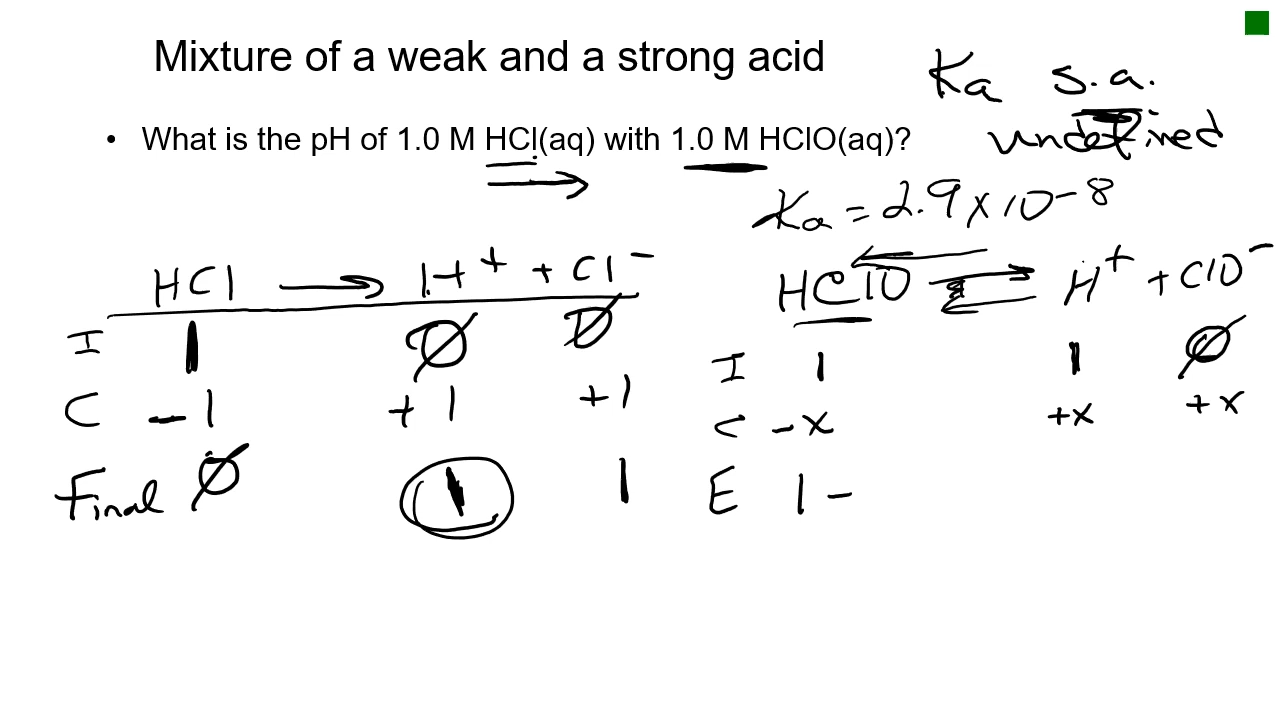 Mixture of a weak and a strong acid
Ka s.a.
undefined
• What is the pH of 1.0 M HCl(aq) with 1.0 M HClO(aq)?
Ka = 2.9 x 10⁻⁸
HCl → H⁺ + Cl⁻
I 1 Ø Ø
C -1 +1 +1
Final Ø 1 1
HClO ⇌ H⁺ + ClO⁻
I 1 1 Ø
C -x +x +x
E 1 -